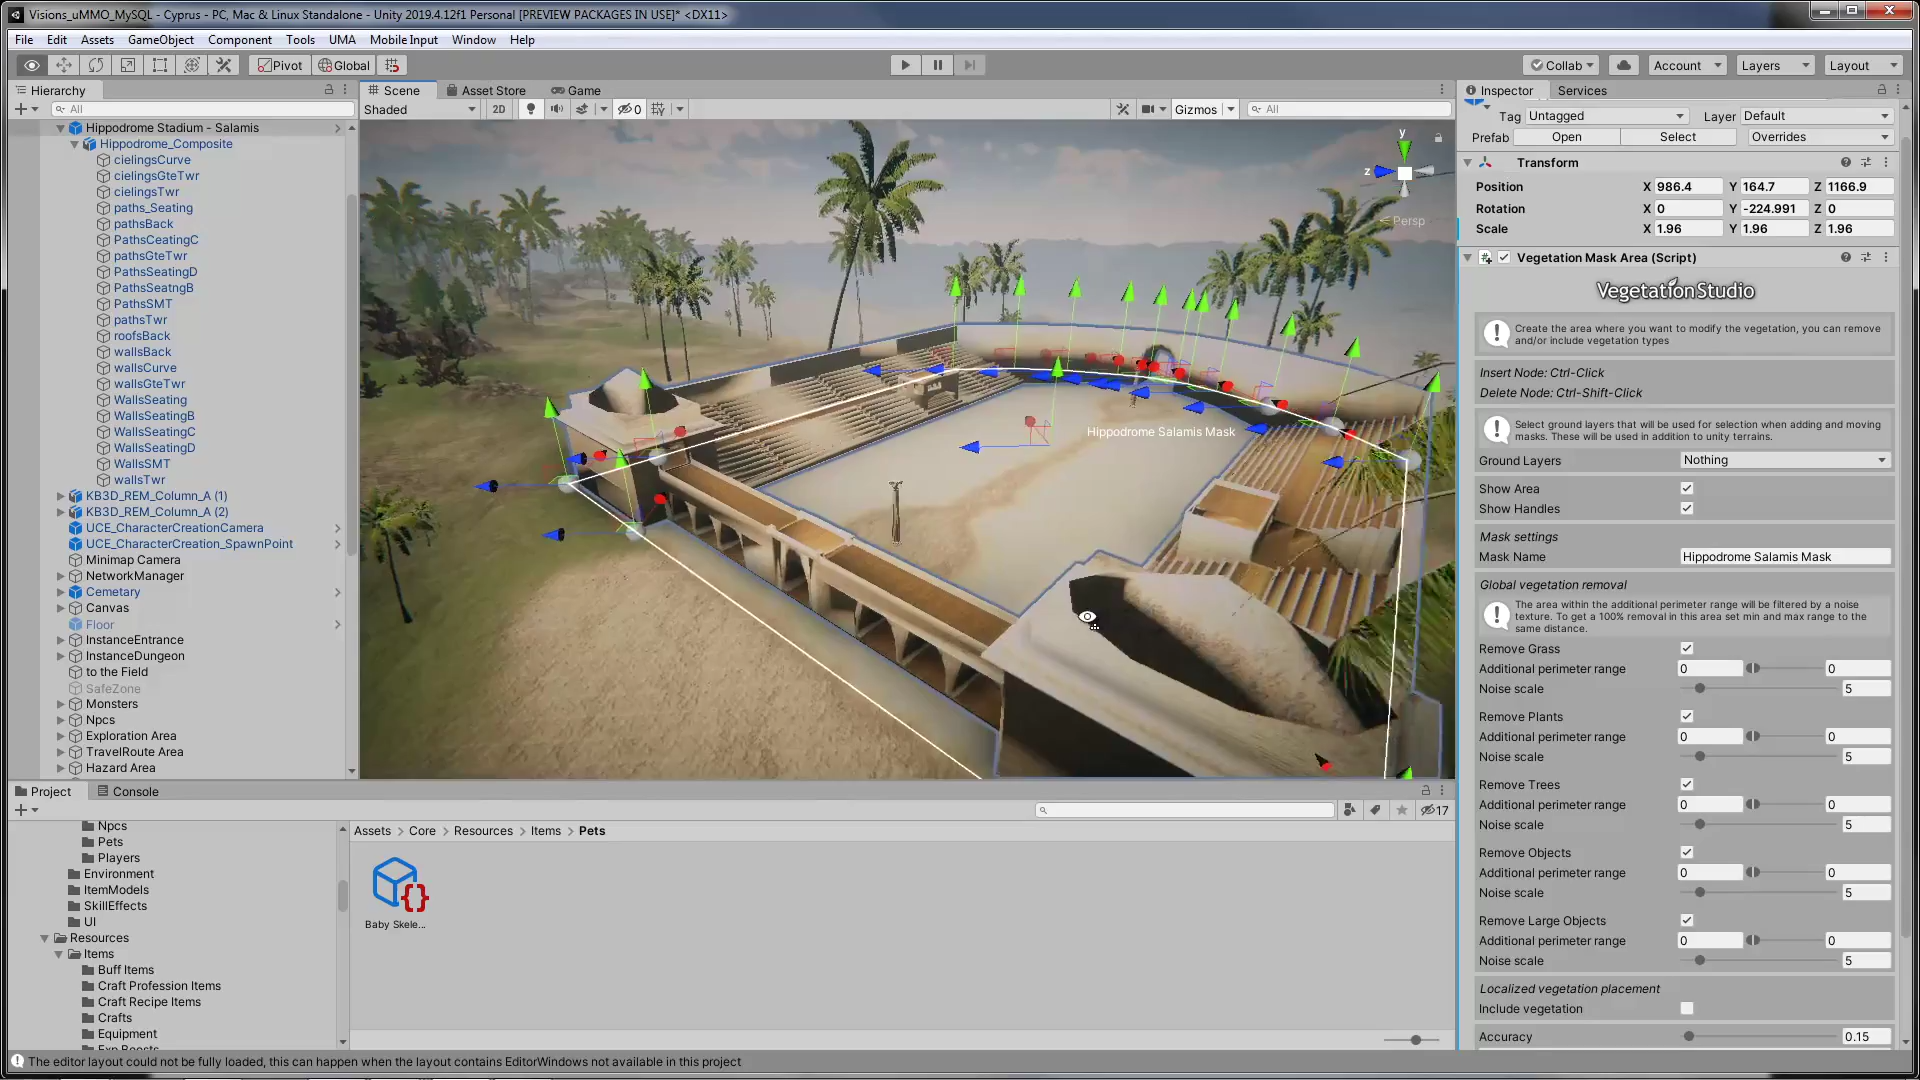 Visions_uMMO_MySQL - Cyprus - PC, Mac & Linux Standalone - Unity 2019.4.12f1 Personal [PREVIEW PACKAGES IN USE]* <DX11>
File Edit Assets GameObject Component Tools UMA Mobile Input Window Help
Pivot Global Collab Account Layers Layout
Hierarchy
All
Hippodrome Stadium - Salamis
Hippodrome_Composite
cielingsCurve
cielingsGteTwr
cielingsTwr
paths_Seating
pathsBack
PathsCeatingC
pathsGteTwr
PathsSeatingD
PathsSeatngB
PathsSMT
pathsTwr
roofsBack
wallsBack
wallsCurve
wallsGteTwr
WallsSeating
WallsSeatingB
WallsSeatingC
WallsSeatingD
WallsSMT
wallsTwr
KB3D_REM_Column_A (1)
KB3D_REM_Column_A (2)
UCE_CharacterCreationCamera
UCE_CharacterCreation_SpawnPoint
Minimap Camera
NetworkManager
Cemetary
Canvas
Floor
InstanceEntrance
InstanceDungeon
to the Field
SafeZone
Monsters
Npcs
Exploration Area
TravelRoute Area
Hazard Area
Scene Asset Store Game
Shaded 2D 0 Gizmos All
y
z
Persp
Hippodrome Salamis Mask
Inspector Services
Tag Untagged Layer Default
Prefab Open Select Overrides
Transform
Position X 986.4 Y 164.7 Z 1166.9
Rotation X 0 Y -224.991 Z 0
Scale X 1.96 Y 1.96 Z 1.96
Vegetation Mask Area (Script)
VegetationStudio
Create the area where you want to modify the vegetation, you can remove
and/or include vegetation types
Insert Node: Ctrl-Click
Delete Node: Ctrl-Shift-Click
Select ground layers that will be used for selection when adding and moving
masks. These will be used in addition to unity terrains.
Ground Layers Nothing
Show Area
Show Handles
Mask settings
Mask Name Hippodrome Salamis Mask
Global vegetation removal
The area within the additional perimeter range will be filtered by a noise
texture. To get a 100% removal in this area set min and max range to the
same distance.
Remove Grass
Additional perimeter range 0 0
Noise scale 5
Remove Plants
Additional perimeter range 0 0
Noise scale 5
Remove Trees
Additional perimeter range 0 0
Noise scale 5
Remove Objects
Additional perimeter range 0 0
Noise scale 5
Remove Large Objects
Additional perimeter range 0 0
Noise scale 5
Localized vegetation placement
Include vegetation
Accuracy 0.15
Project Console
17
Npcs
Pets
Players
Environment
ItemModels
SkillEffects
UI
Resources
Items
Buff Items
Craft Profession Items
Craft Recipe Items
Crafts
Equipment
Assets > Core > Resources > Items > Pets
Baby Skele...
The editor layout could not be fully loaded, this can happen when the layout contains EditorWindows not available in this project